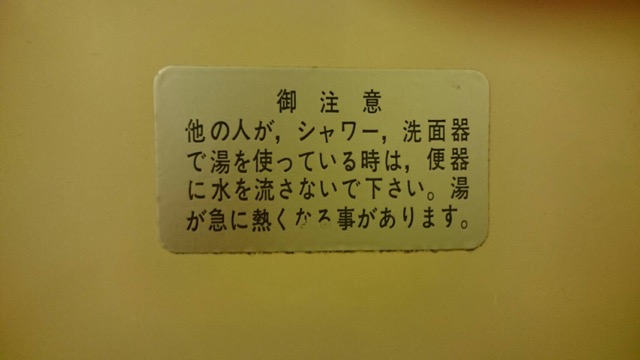 御注意
他の人が，シャワー，洗面器
で湯を使っている時は，便器
に水を流さないで下さい。湯
が急に熱くなる事があります。